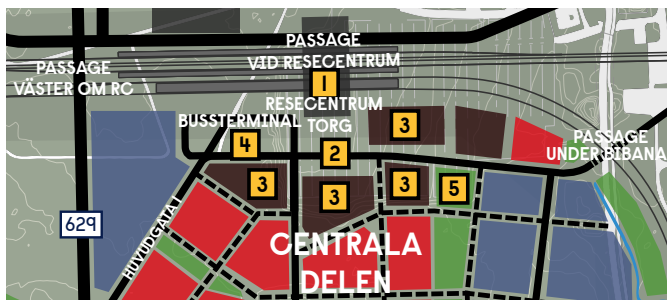 PASSAGE
VID RESECENTRUM
PASSAGE
VÄSTER OM RC
1
RESECENTRUM
TORG
BUSSTERMINAL
3
4
2
PASSAGE
UNDER BIBANA
3
3
3
5
629
HUVUDGATA
CENTRALA
DELEN